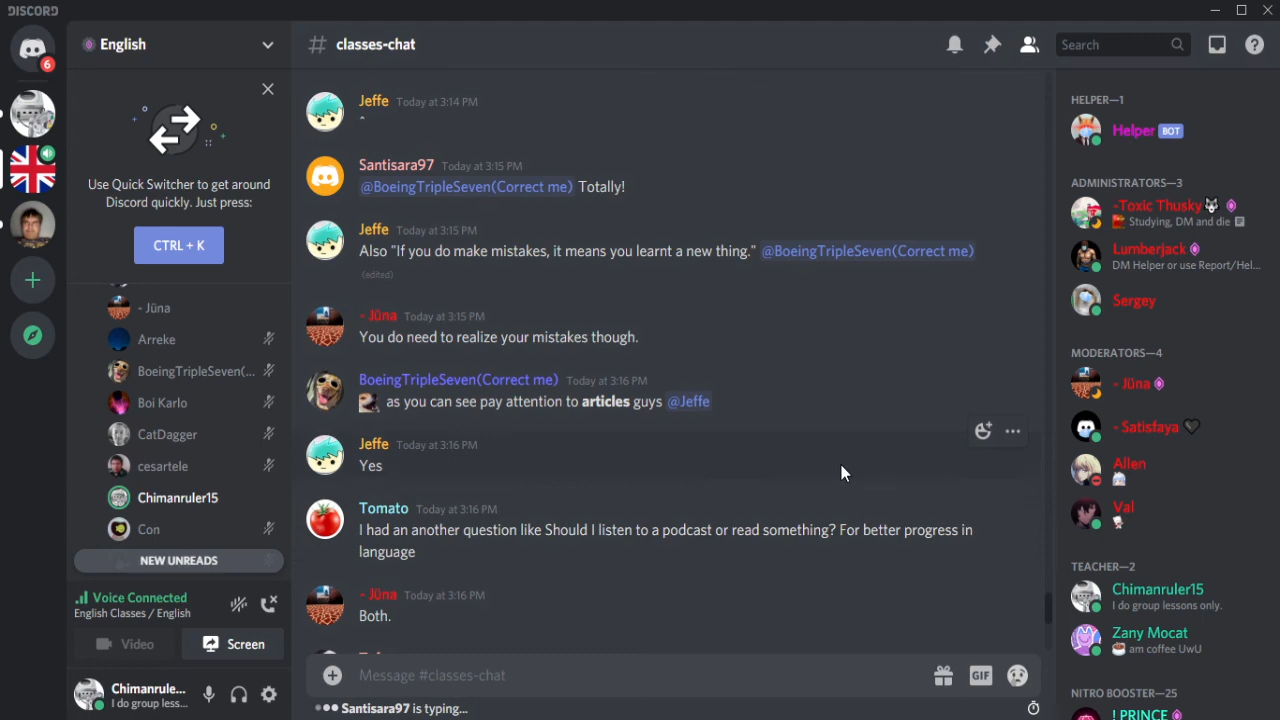 DISCORD
6
English
# classes-chat
Search
Use Quick Switcher to get around
Discord quickly. Just press:
CTRL + K
- Jüna
Arreke
BoeingTripleSeven(...
Boi Karlo
CatDagger
cesartele
Chimanruler15
Con
NEW UNREADS
Voice Connected
English Classes / English
Video
Screen
Chimanrule...
I do group less...
Jeffe Today at 3:14 PM
^
Santisara97 Today at 3:15 PM
@BoeingTripleSeven(Correct me) Totally!
Jeffe Today at 3:15 PM
Also "If you do make mistakes, it means you learnt a new thing." @BoeingTripleSeven(Correct me)
(edited)
- Jüna Today at 3:15 PM
You do need to realize your mistakes though.
BoeingTripleSeven(Correct me) Today at 3:16 PM
as you can see pay attention to articles guys @Jeffe
Jeffe Today at 3:16 PM
Yes
Tomato Today at 3:16 PM
I had an another question like Should I listen to a podcast or read something? For better progress in
language
- Jüna Today at 3:16 PM
Both.
Message #classes-chat
GIF
Santisara97 is typing...
HELPER—1
Helper BOT
ADMINISTRATORS—3
-Toxic Thusky
Studying, DM and die
Lumberjack
DM Helper or use Report/Hel...
Sergey
MODERATORS—4
- Jüna
- Satisfaya
Allen
Val
TEACHER—2
Chimanruler15
I do group lessons only.
Zany Mocat
am coffee UwU
NITRO BOOSTER—25
! PRINCE